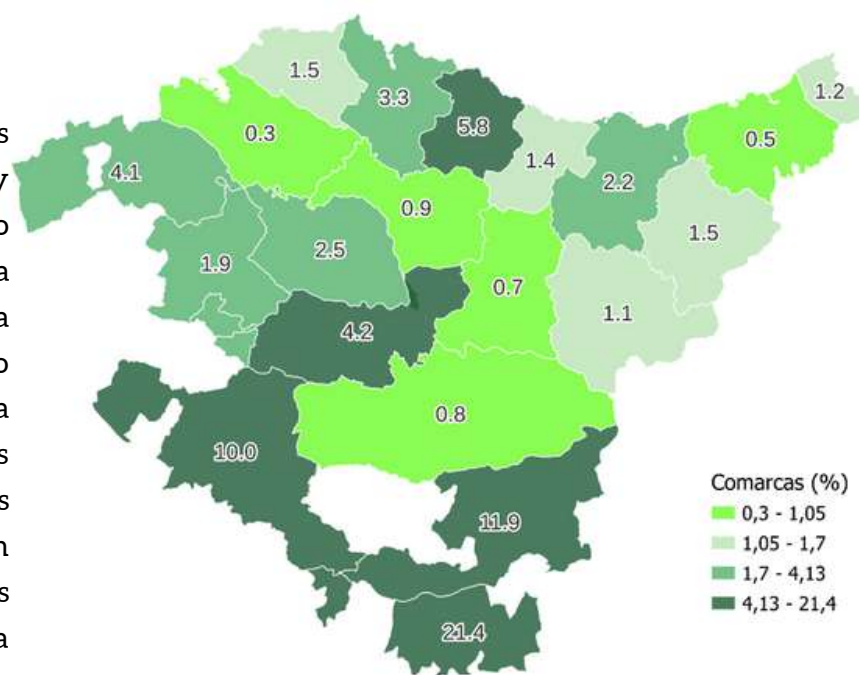 1.5
1.2
3.3
s
0.3
5.8
0.5
1.4
4.1
y
2.2
o
0.9
1.5
a
1.9
2.5
0.7
a
1.1
4.2
o
0.8
a
10.0
s
Comarcas (%)
s
0,3 - 1,05
11.9
n
1,05 - 1,7
1,7 - 4,13
s
4,13 - 21,4
21.4
a